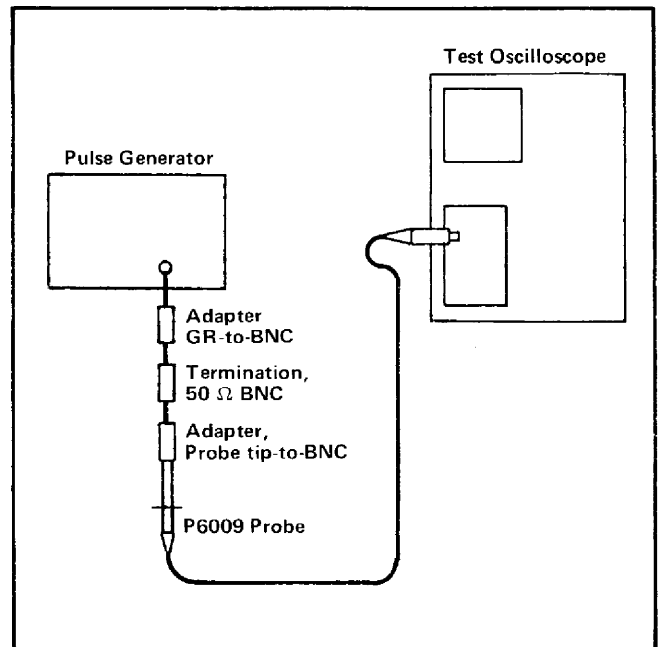 Test Oscilloscope
Pulse Generator
Adapter
GR-to-BNC
Termination,
50 Ω BNC
Adapter,
Probe tip-to-BNC
P6009 Probe